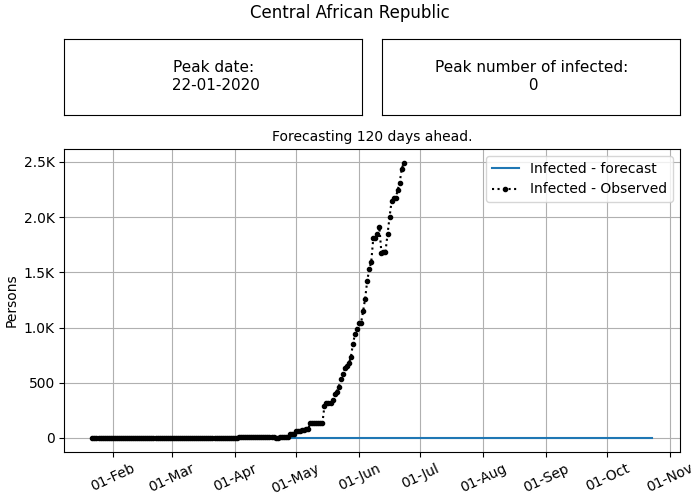 Central African Republic
Peak date:
22-01-2020
Peak number of infected:
0
Forecasting 120 days ahead.
Infected - forecast
Infected - Observed
Persons
2.5K
2.0K
1.5K
1.0K
500
0
01-Feb
01-Mar
01-Apr
01-May
01-Jun
01-Jul
01-Aug
01-Sep
01-Oct
01-Nov